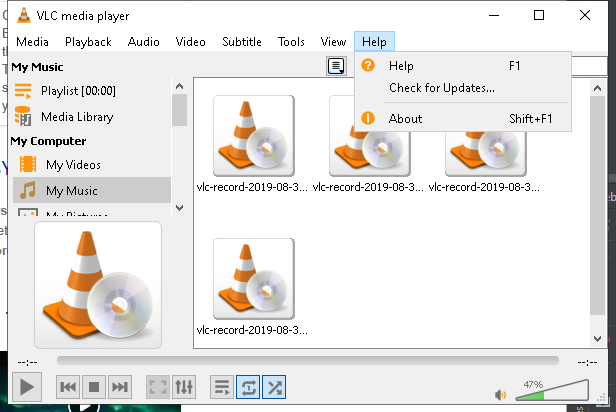 VLC media player
Media Playback Audio Video Subtitle Tools View Help
My Music
Playlist [00:00]
Media Library
My Computer
My Videos
My Music
My Pictures
Help F1
Check for Updates...
About Shift+F1
vlc-record-2019-08-3... vlc-record-2019-08-3... vlc-record-2019-08-3...
vlc-record-2019-08-3...
--:-- --:--
47%